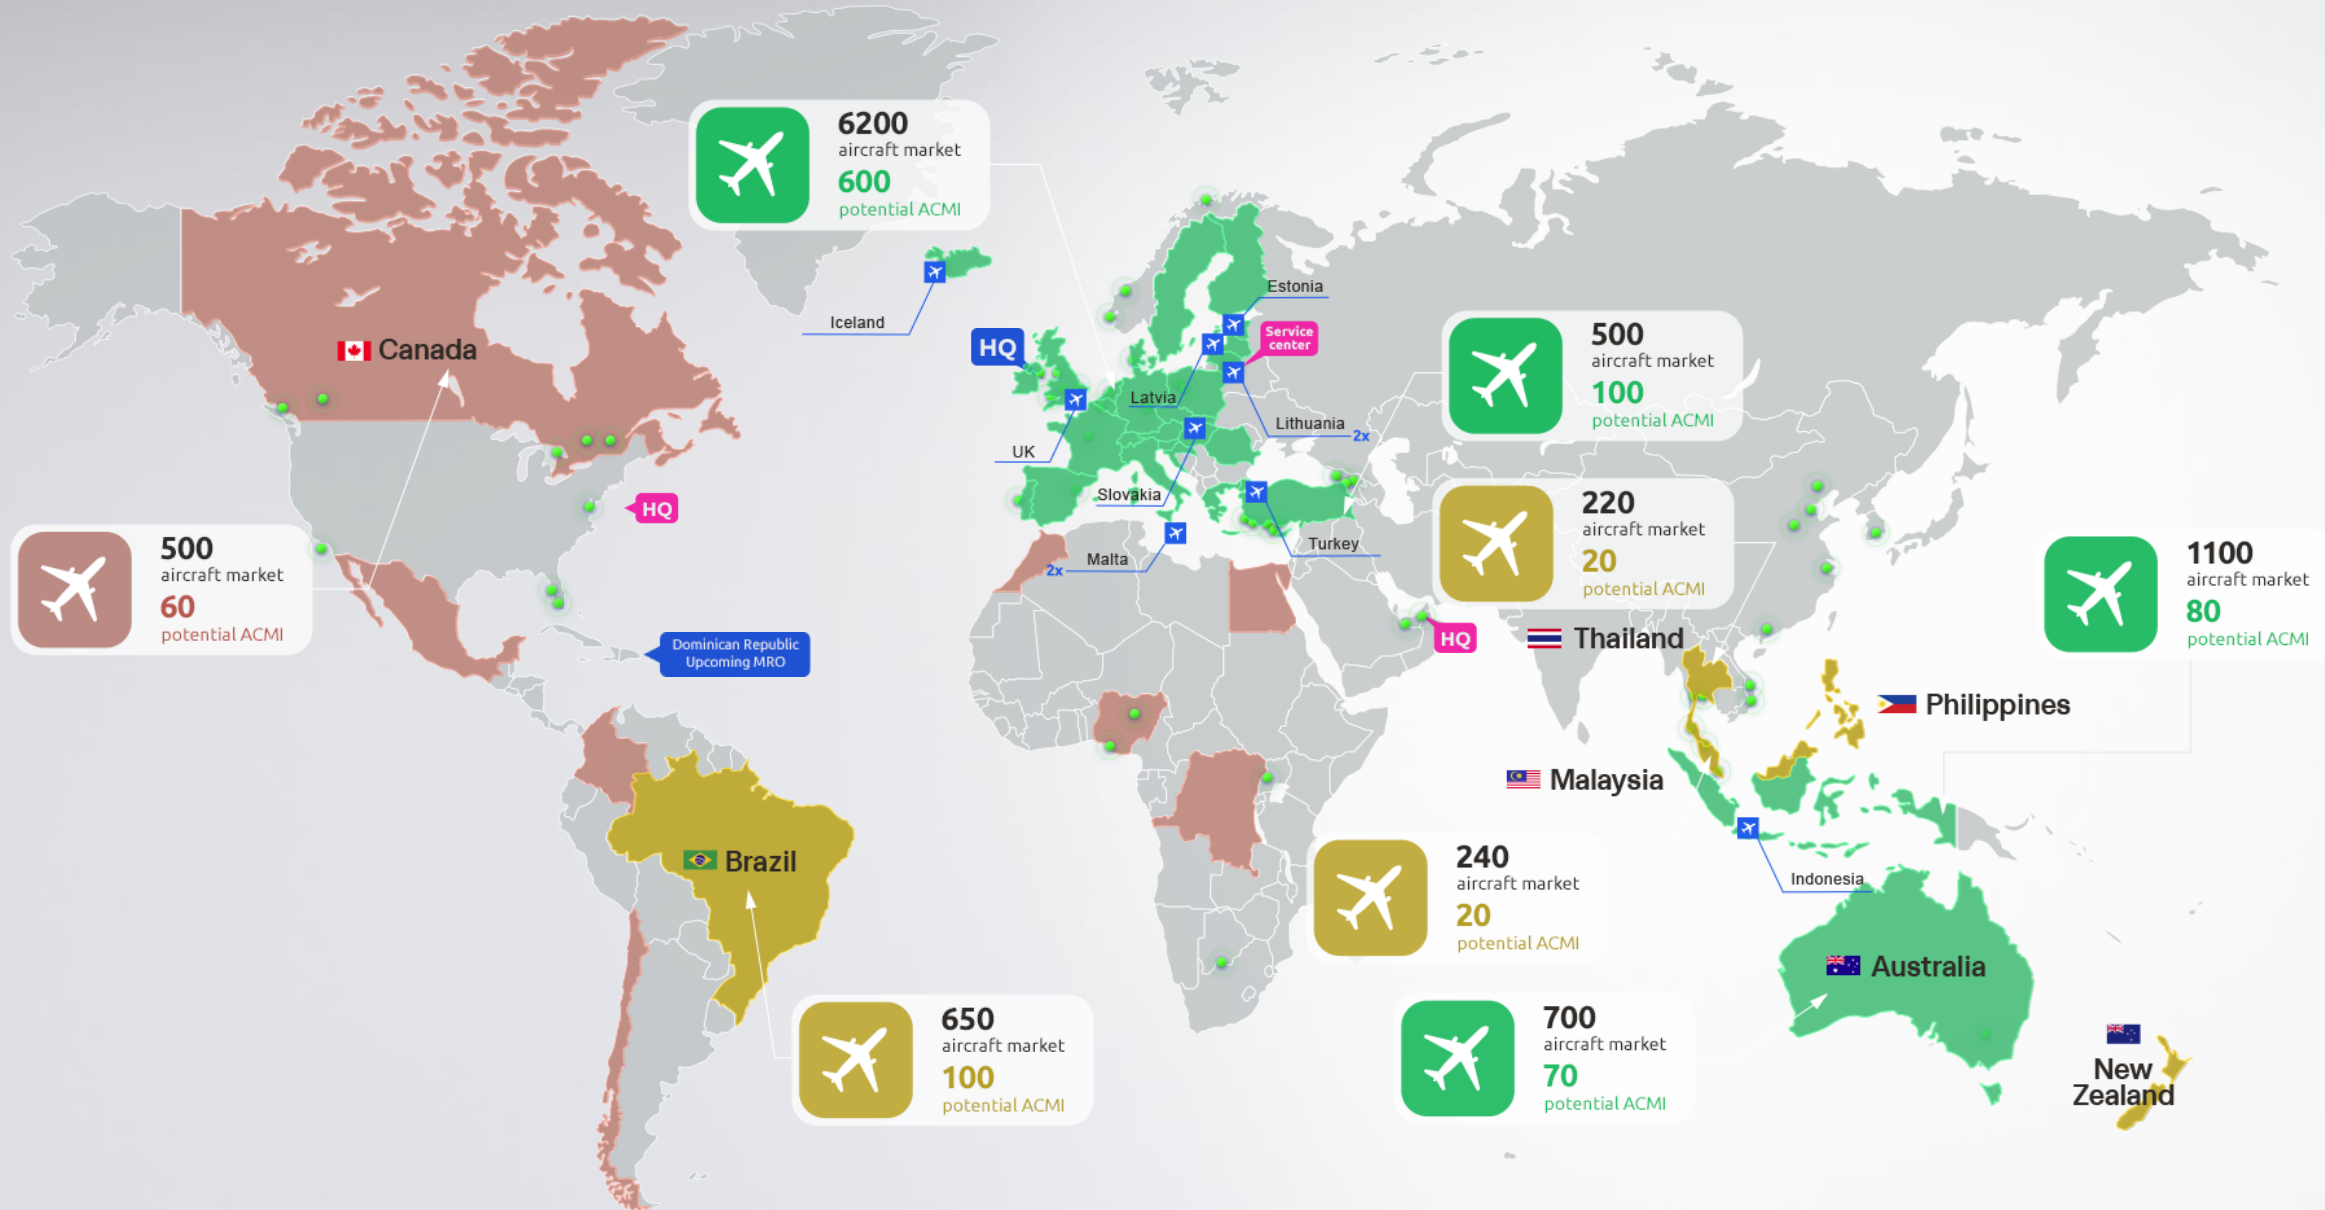 6200
aircraft market
600
potential ACMI
Estonia
Iceland
HQ
Service
center
500
aircraft market
100
potential ACMI
Canada
Latvia
Lithuania
2x
UK
Slovakia
HQ
220
aircraft market
20
potential ACMI
500
aircraft market
60
potential ACMI
Turkey
Malta
2x
1100
aircraft market
80
potential ACMI
Dominican Republic
Upcoming MRO
HQ
Thailand
Philippines
Malaysia
Brazil
240
aircraft market
20
potential ACMI
Indonesia
Australia
650
aircraft market
100
potential ACMI
700
aircraft market
70
potential ACMI
New
Zealand